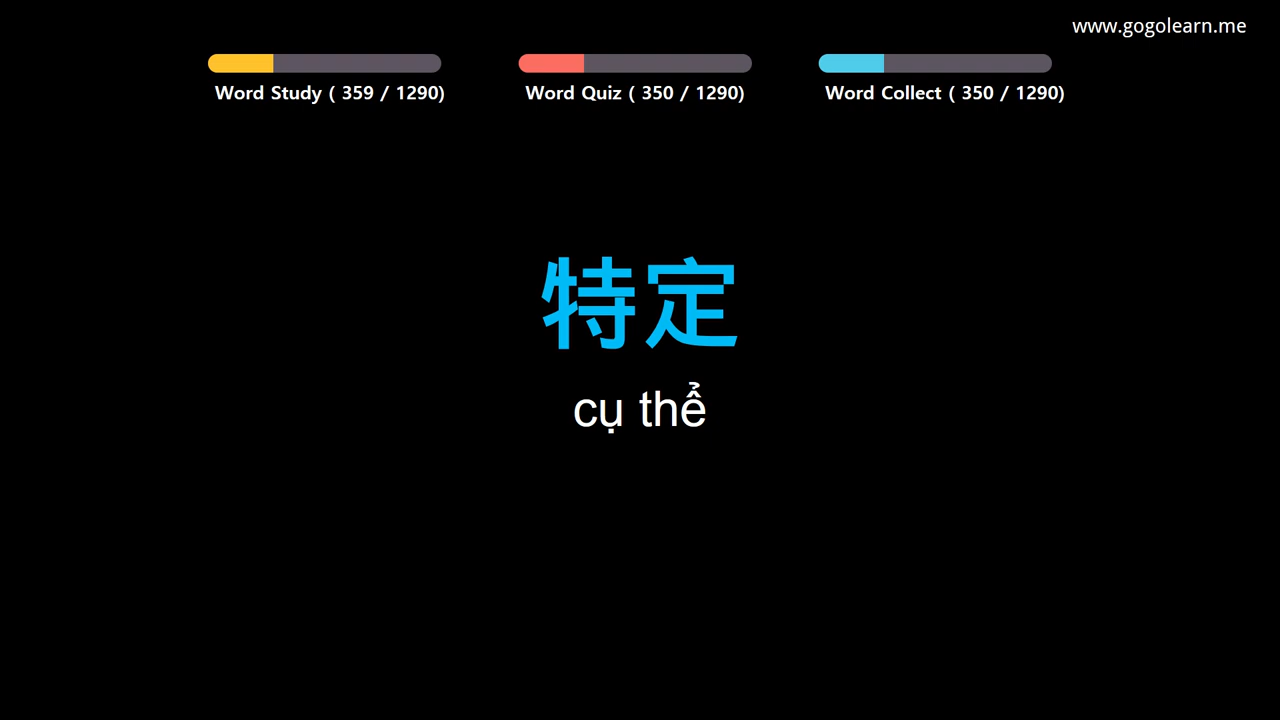 www.gogolearn.me
Word Study ( 359 / 1290)
Word Quiz ( 350 / 1290)
Word Collect ( 350 / 1290)
特定
cụ thể